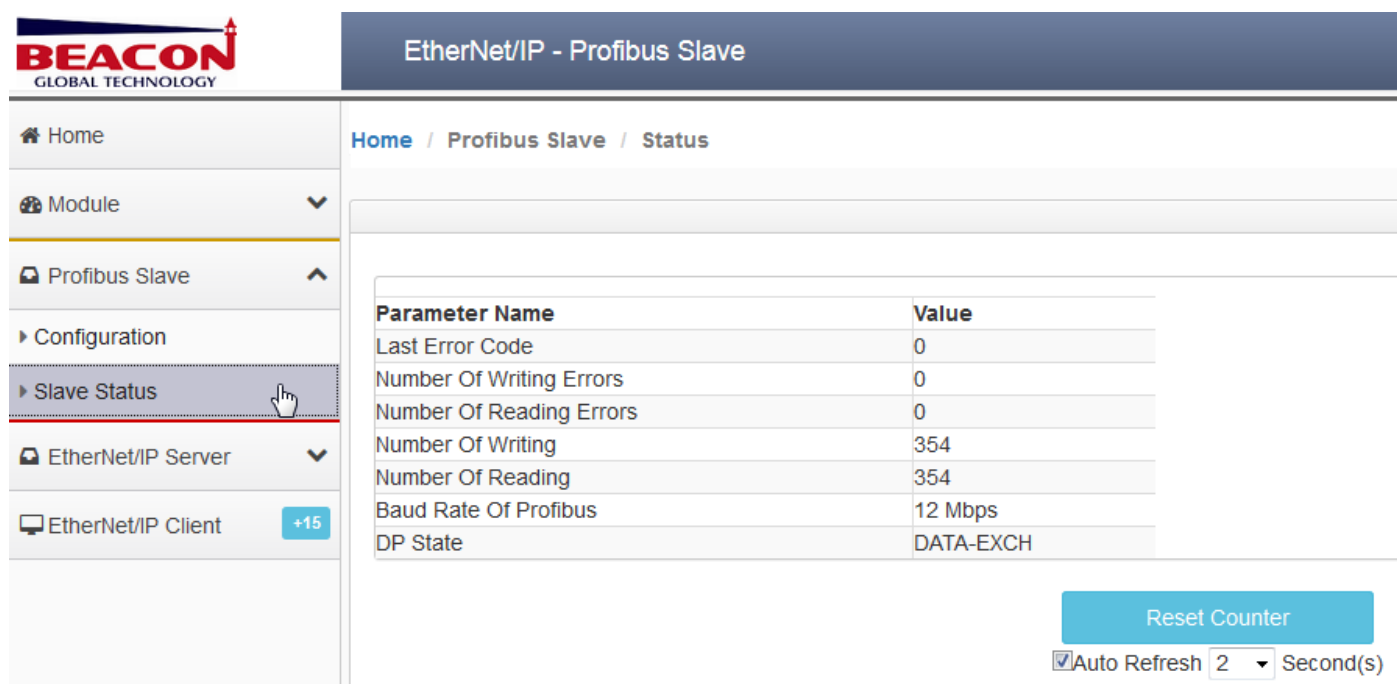 BEACON
GLOBAL TECHNOLOGY
EtherNet/IP - Profibus Slave
Home
Module
Profibus Slave
Configuration
Slave Status
EtherNet/IP Server
EtherNet/IP Client +15
Home / Profibus Slave / Status
Parameter Name Value
Last Error Code 0
Number Of Writing Errors 0
Number Of Reading Errors 0
Number Of Writing 354
Number Of Reading 354
Baud Rate Of Profibus 12 Mbps
DP State DATA-EXCH
Reset Counter
Auto Refresh 2 Second(s)